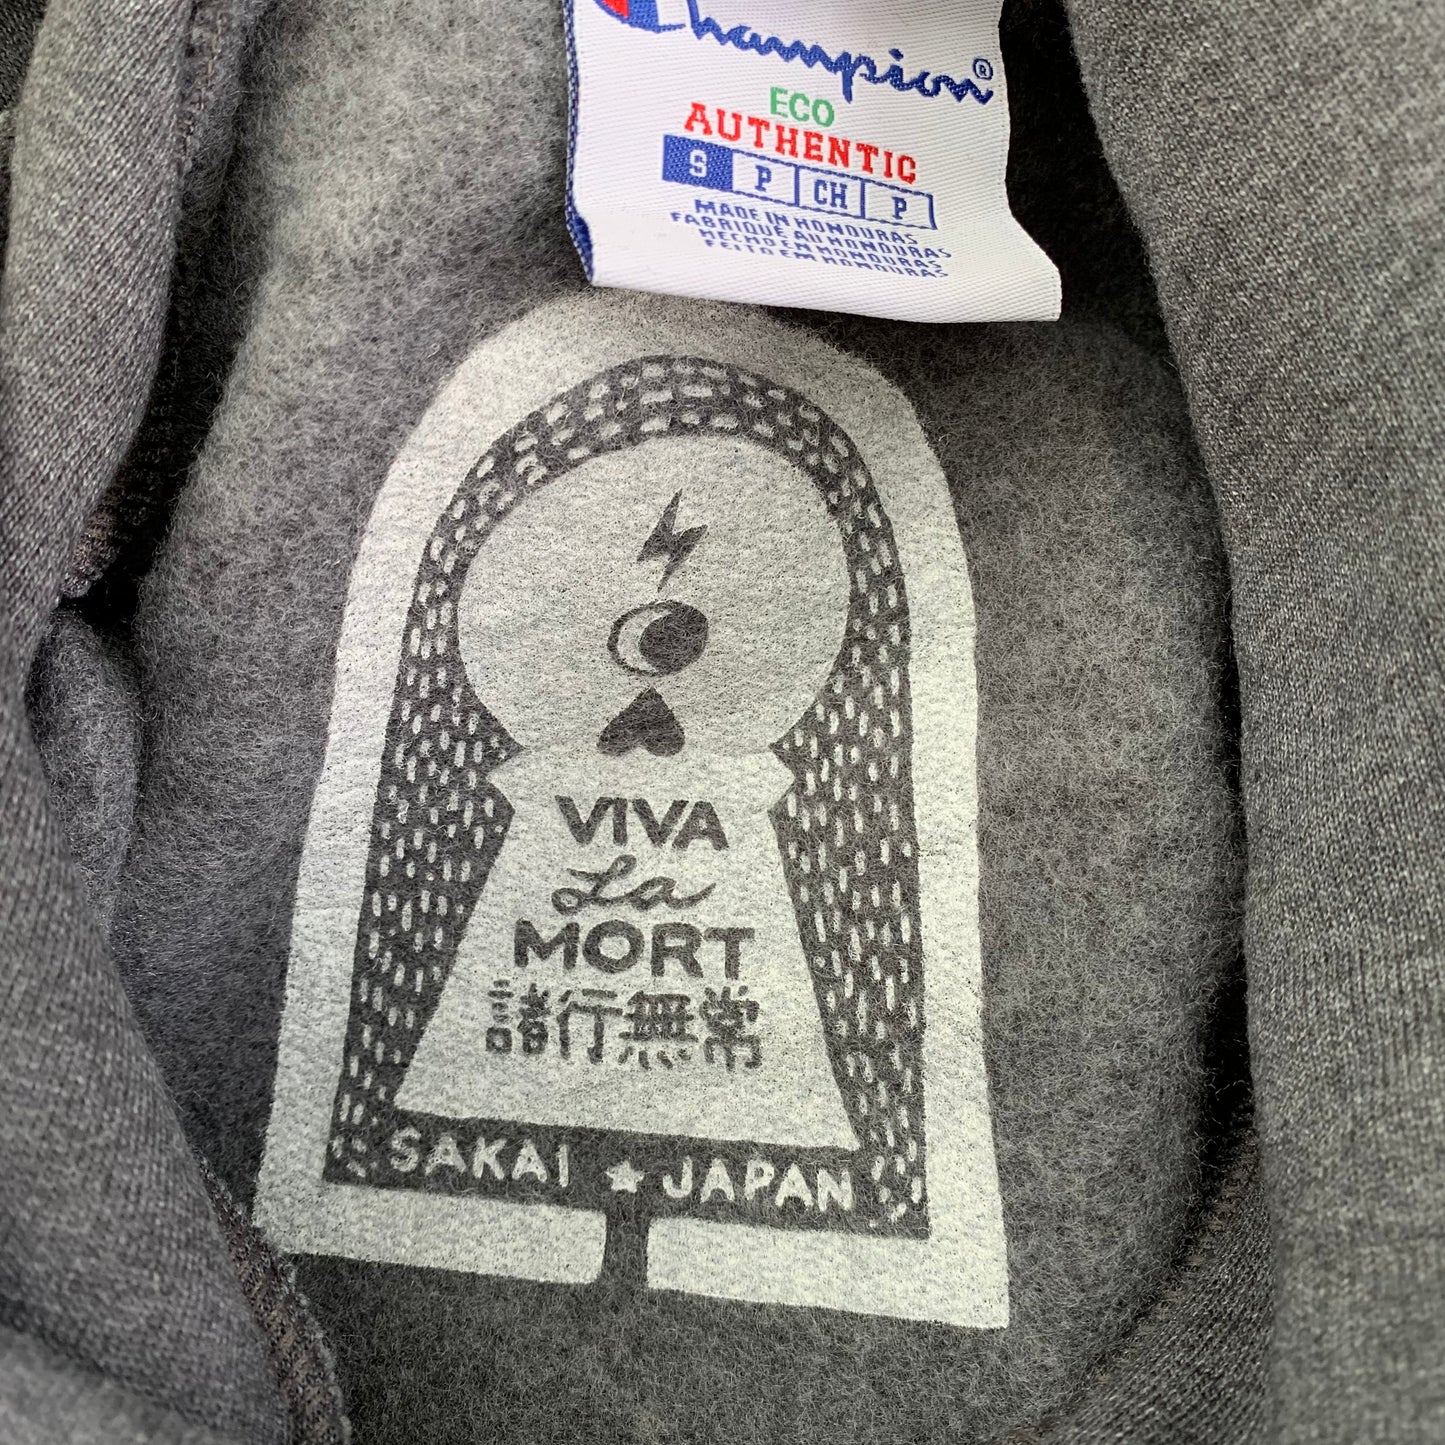 Champion®
ECO
AUTHENTIC
S P CH P
MADE IN HONDURAS
FABRIQUÉ AU HONDURAS
HECHO EN HONDURAS
FEITO EM HONDURAS
VIVA
La
MORT
諸行無常
SAKAI ★ JAPAN